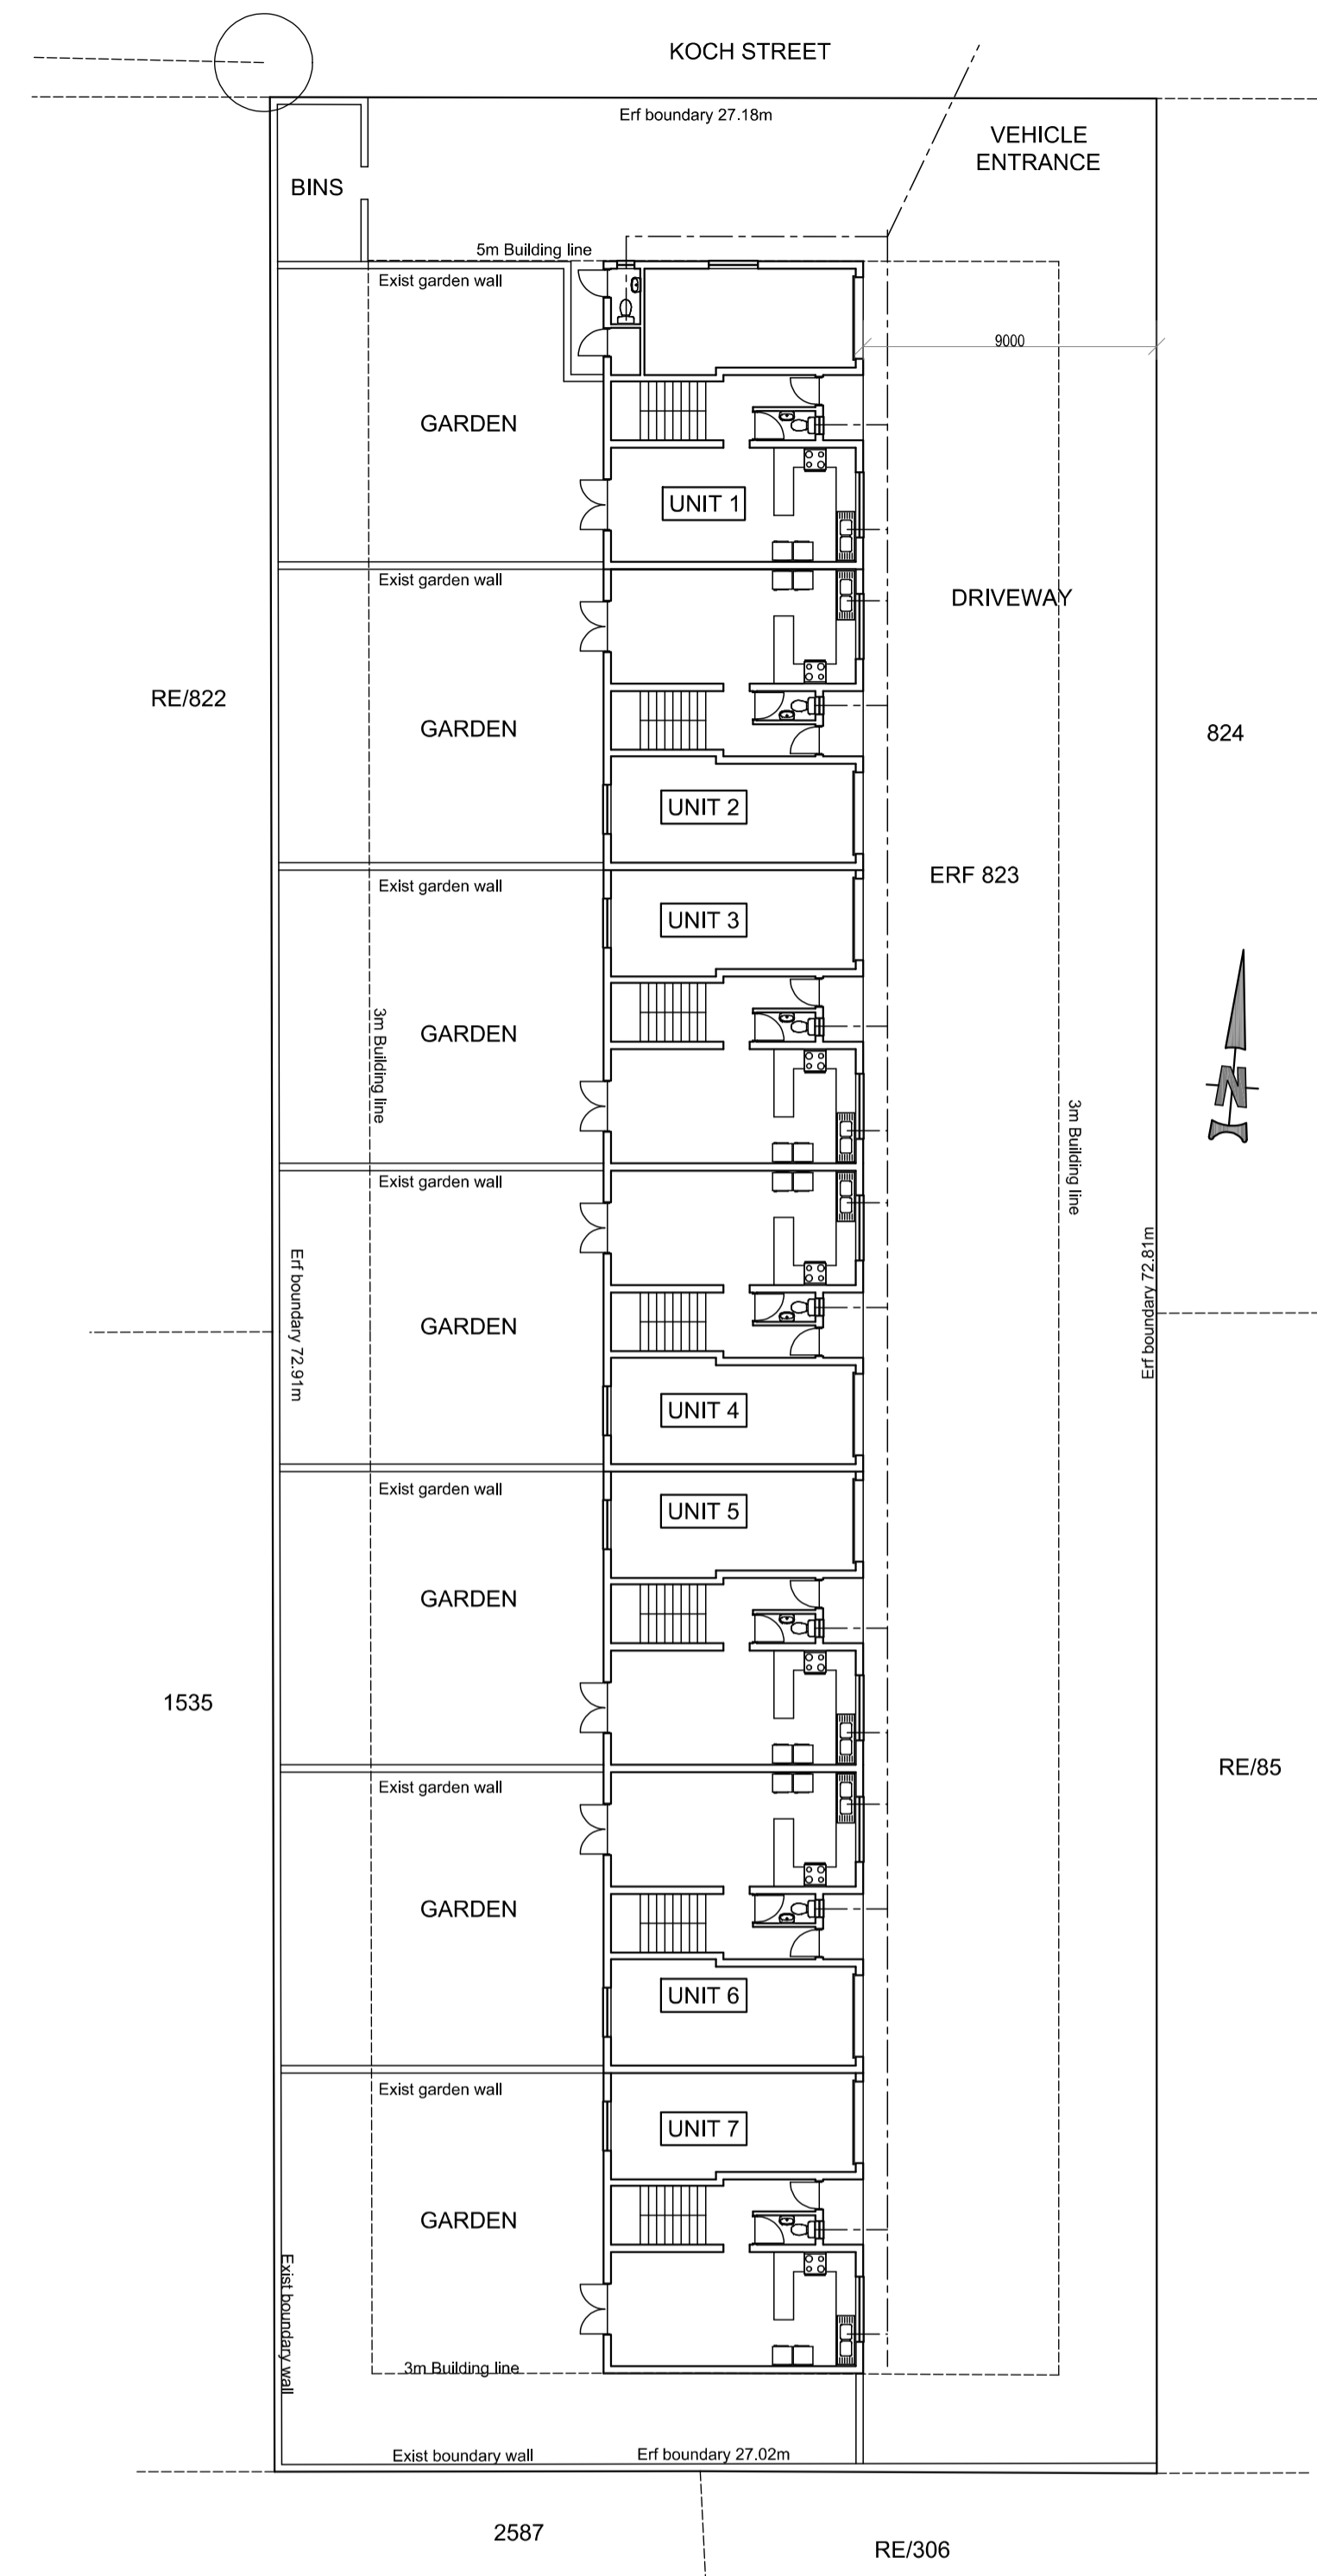 KOCH STREET
Erf boundary 27.18m
VEHICLE
ENTRANCE
BINS
5m Building line
Exist garden wall
9000
GARDEN
UNIT 1
Exist garden wall
DRIVEWAY
RE/822
GARDEN
824
UNIT 2
ERF 823
Exist garden wall
UNIT 3
3m Building line
GARDEN
N
3m Building line
Exist garden wall
Erf boundary 72.91m
Erf boundary 72.81m
GARDEN
UNIT 4
Exist garden wall
UNIT 5
GARDEN
1535
RE/85
Exist garden wall
GARDEN
UNIT 6
Exist garden wall
UNIT 7
GARDEN
Exist boundary wall
3m Building line
Exist boundary wall
Erf boundary 27.02m
2587
RE/306